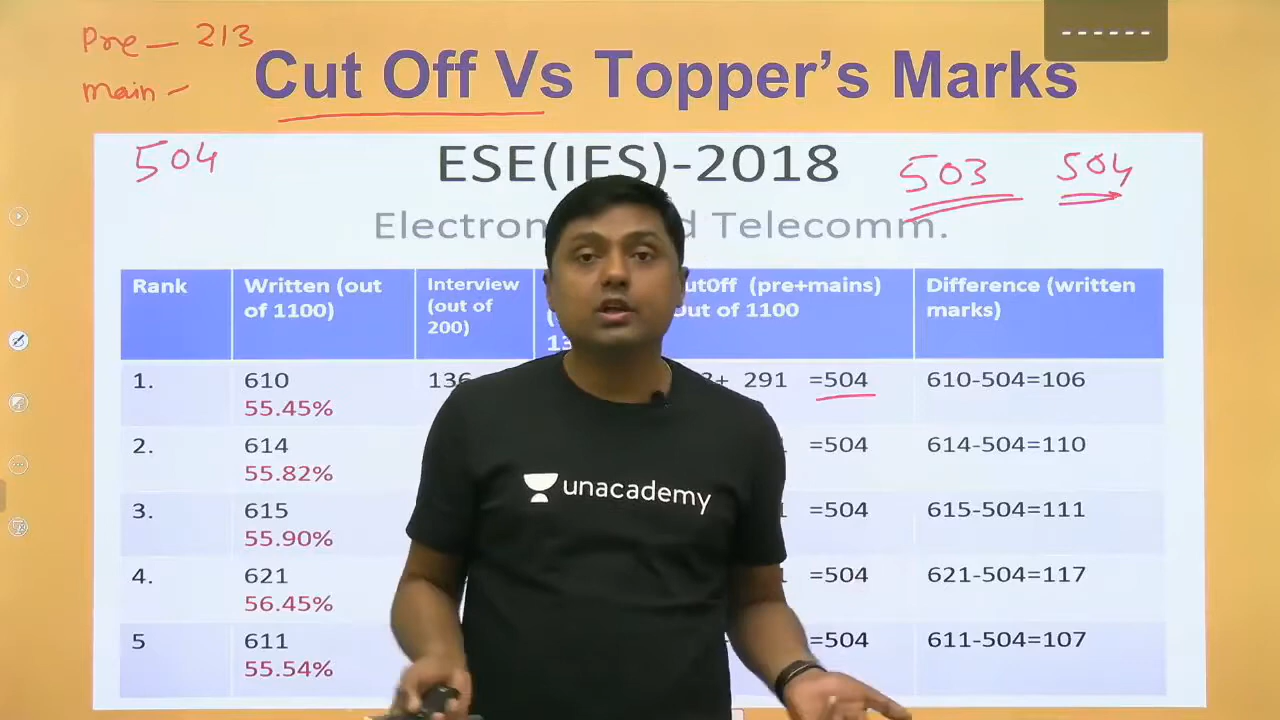 Pre - 213
main -
Cut Off Vs Topper's Marks
------
504
ESE(IES)-2018
503
504
Telecomm.
Rank
Written (out of 1100)
Interview (out of 200)
(pre+mains)
Out of 1100
Difference (written marks)
1.
610
55.45%
136
+ 291 =504
610-504=106
2.
614
55.82%
=504
614-504=110
3.
615
55.90%
=504
615-504=111
4.
621
56.45%
=504
621-504=117
5
611
55.54%
=504
611-504=107
unacademy